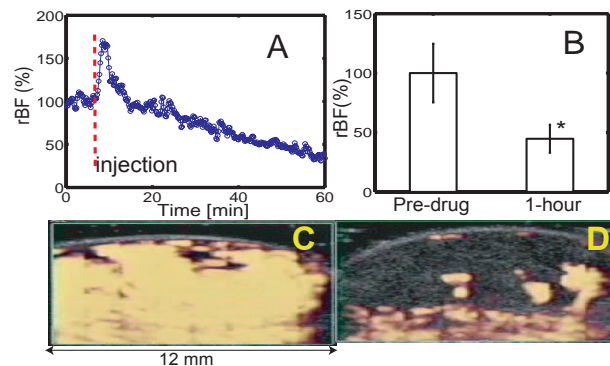 200
150
100
50
0
rBF (%)
A
injection
0
20
40
60
Time [min]
150
100
50
0
rBF(%)
B
*
Pre-drug
1-hour
C
D
12 mm